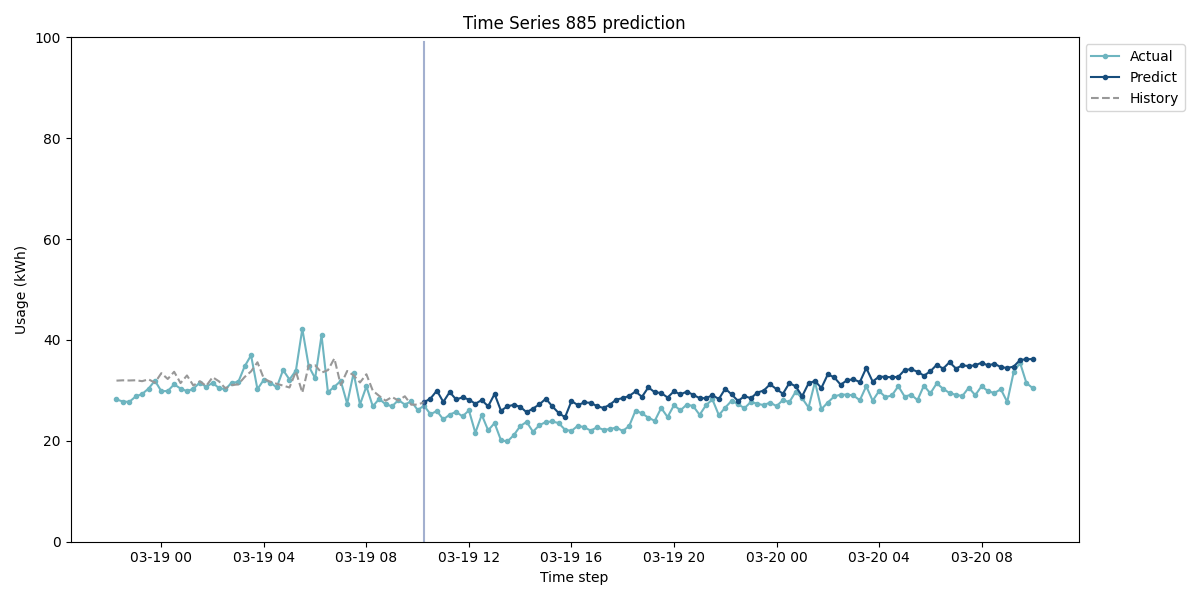 Time Series 885 prediction
100
80
60
40
20
0
Usage (kWh)
03-19 00
03-19 04
03-19 08
03-19 12
03-19 16
03-19 20
03-20 00
03-20 04
03-20 08
Time step
Actual
Predict
History